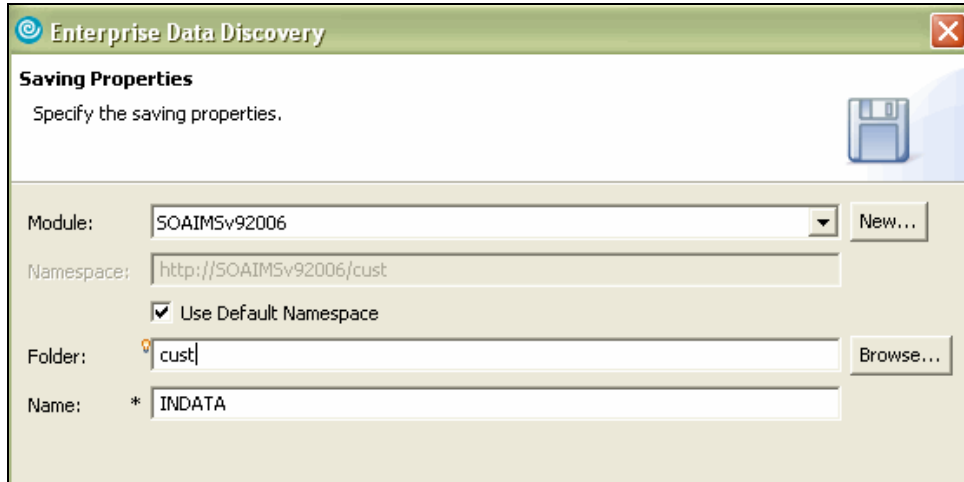 Enterprise Data Discovery
Saving Properties
Specify the saving properties.
Module: SOAIMSv92006 New...
Namespace: http://SOAIMSv92006/cust
Use Default Namespace
Folder: cust Browse...
Name: * INDATA